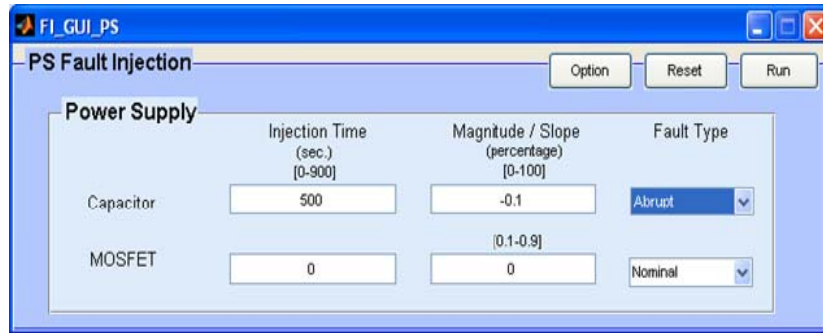 FI_GUI_PS
PS Fault Injection
Option
Reset
Run
Power Supply
Injection Time
(sec.)
[0-900]
Magnitude / Slope
(percentage)
[0-100]
Fault Type
Capacitor
500
-0.1
Abrupt
[0.1-0.9]
MOSFET
0
0
Nominal